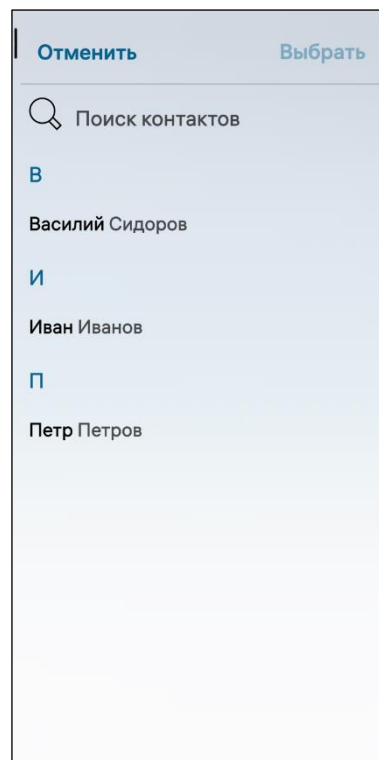 Отменить Выбрать
Поиск контактов
В
Василий Сидоров
И
Иван Иванов
П
Петр Петров